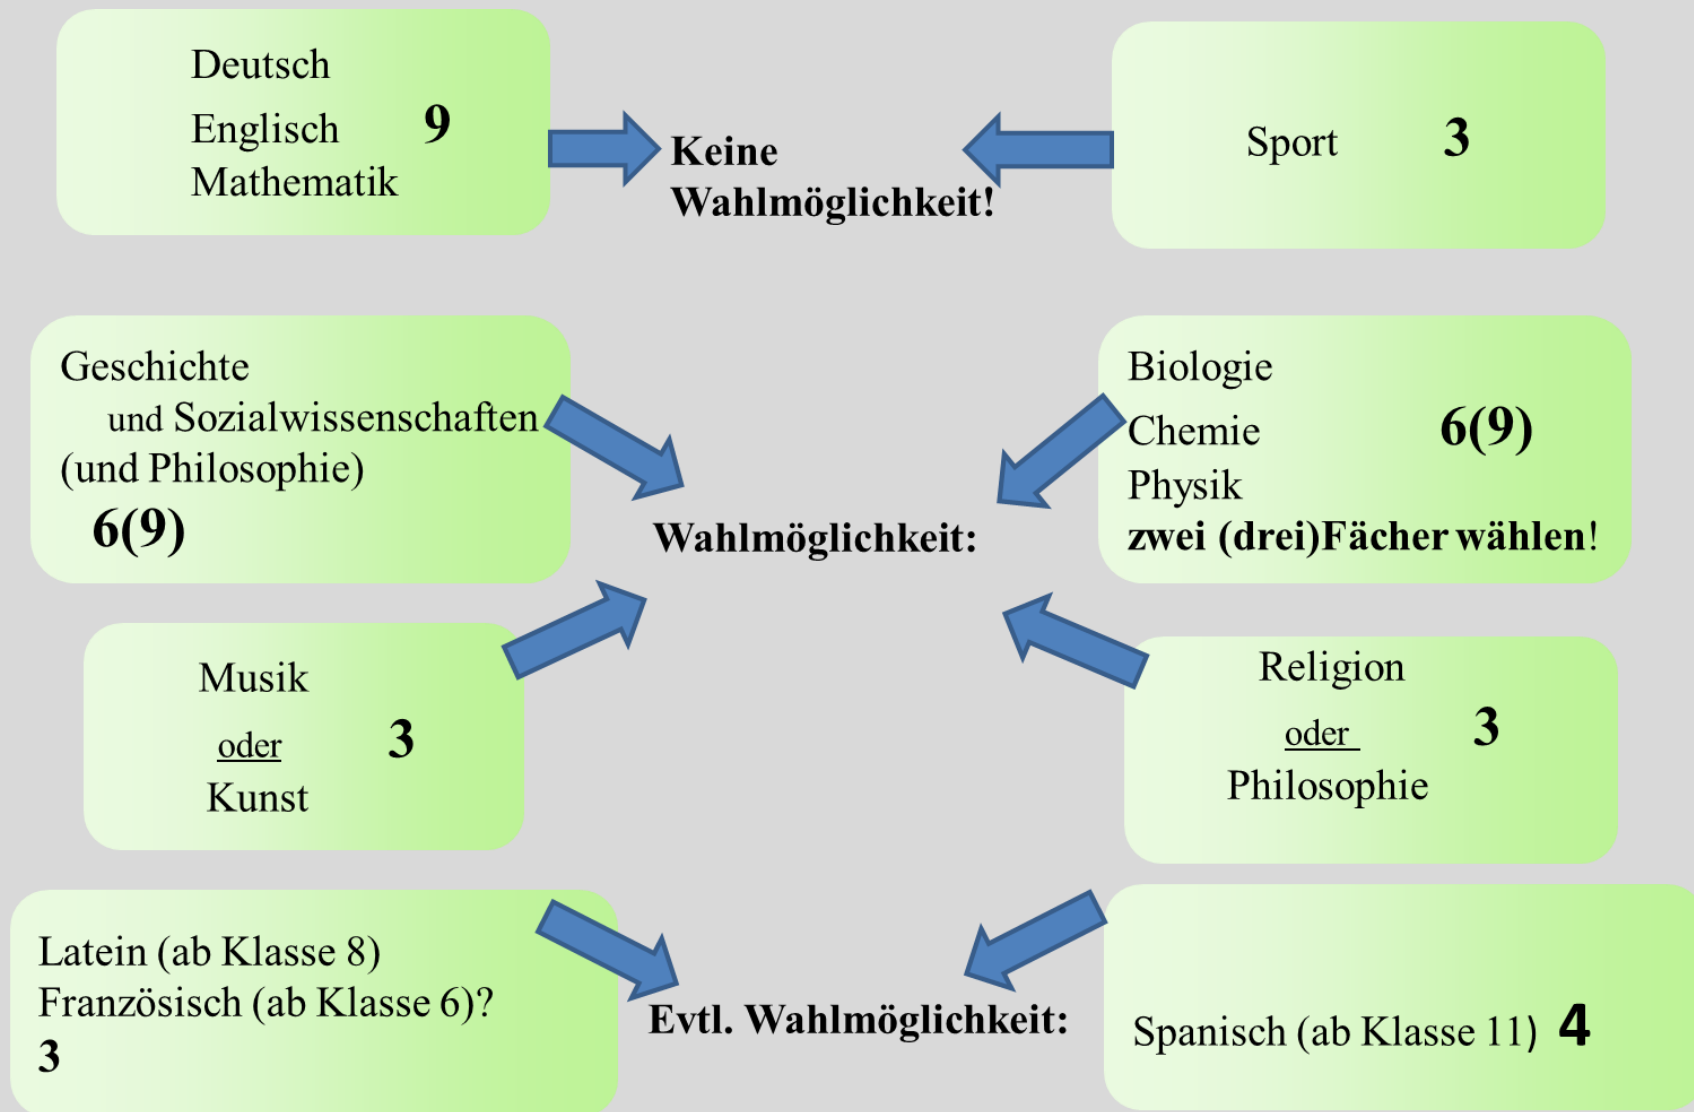 Deutsch
Englisch 9
Mathematik
Keine
Wahlmöglichkeit!
Sport 3
Geschichte
und Sozialwissenschaften
(und Philosophie)
6(9)
Wahlmöglichkeit:
Biologie
Chemie 6(9)
Physik
zwei (drei)Fächer wählen!
Musik
oder 3
Kunst
Religion
oder 3
Philosophie
Latein (ab Klasse 8)
Französisch (ab Klasse 6)?
3
Evtl. Wahlmöglichkeit:
Spanisch (ab Klasse 11) 4